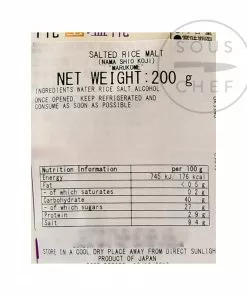 SOUS
CHEF
SALTED RICE MALT
(NAMA SHIO KOJI)
"MARUKOME"
NET WEIGHT:200 g
INGREDIENTS WATER RICE SALT ALCOHOL
ONCE OPENED, KEEP REFRIGERATED AND
CONSUME AS SOON AS POSSIBLE
Nutrition Information per 100g
Energy 745 kJ, 176 kcal
Fat < 0.5 g
- of which saturates 0.2 g
Carbohydrate 40 g
- of which sugars 27 g
Protein 2.9 g
Salt 9.4 g
STORE IN A COOL DRY PLACE AWAY FROM DIRECT SUNLIGH
PRODUCT OF JAPAN